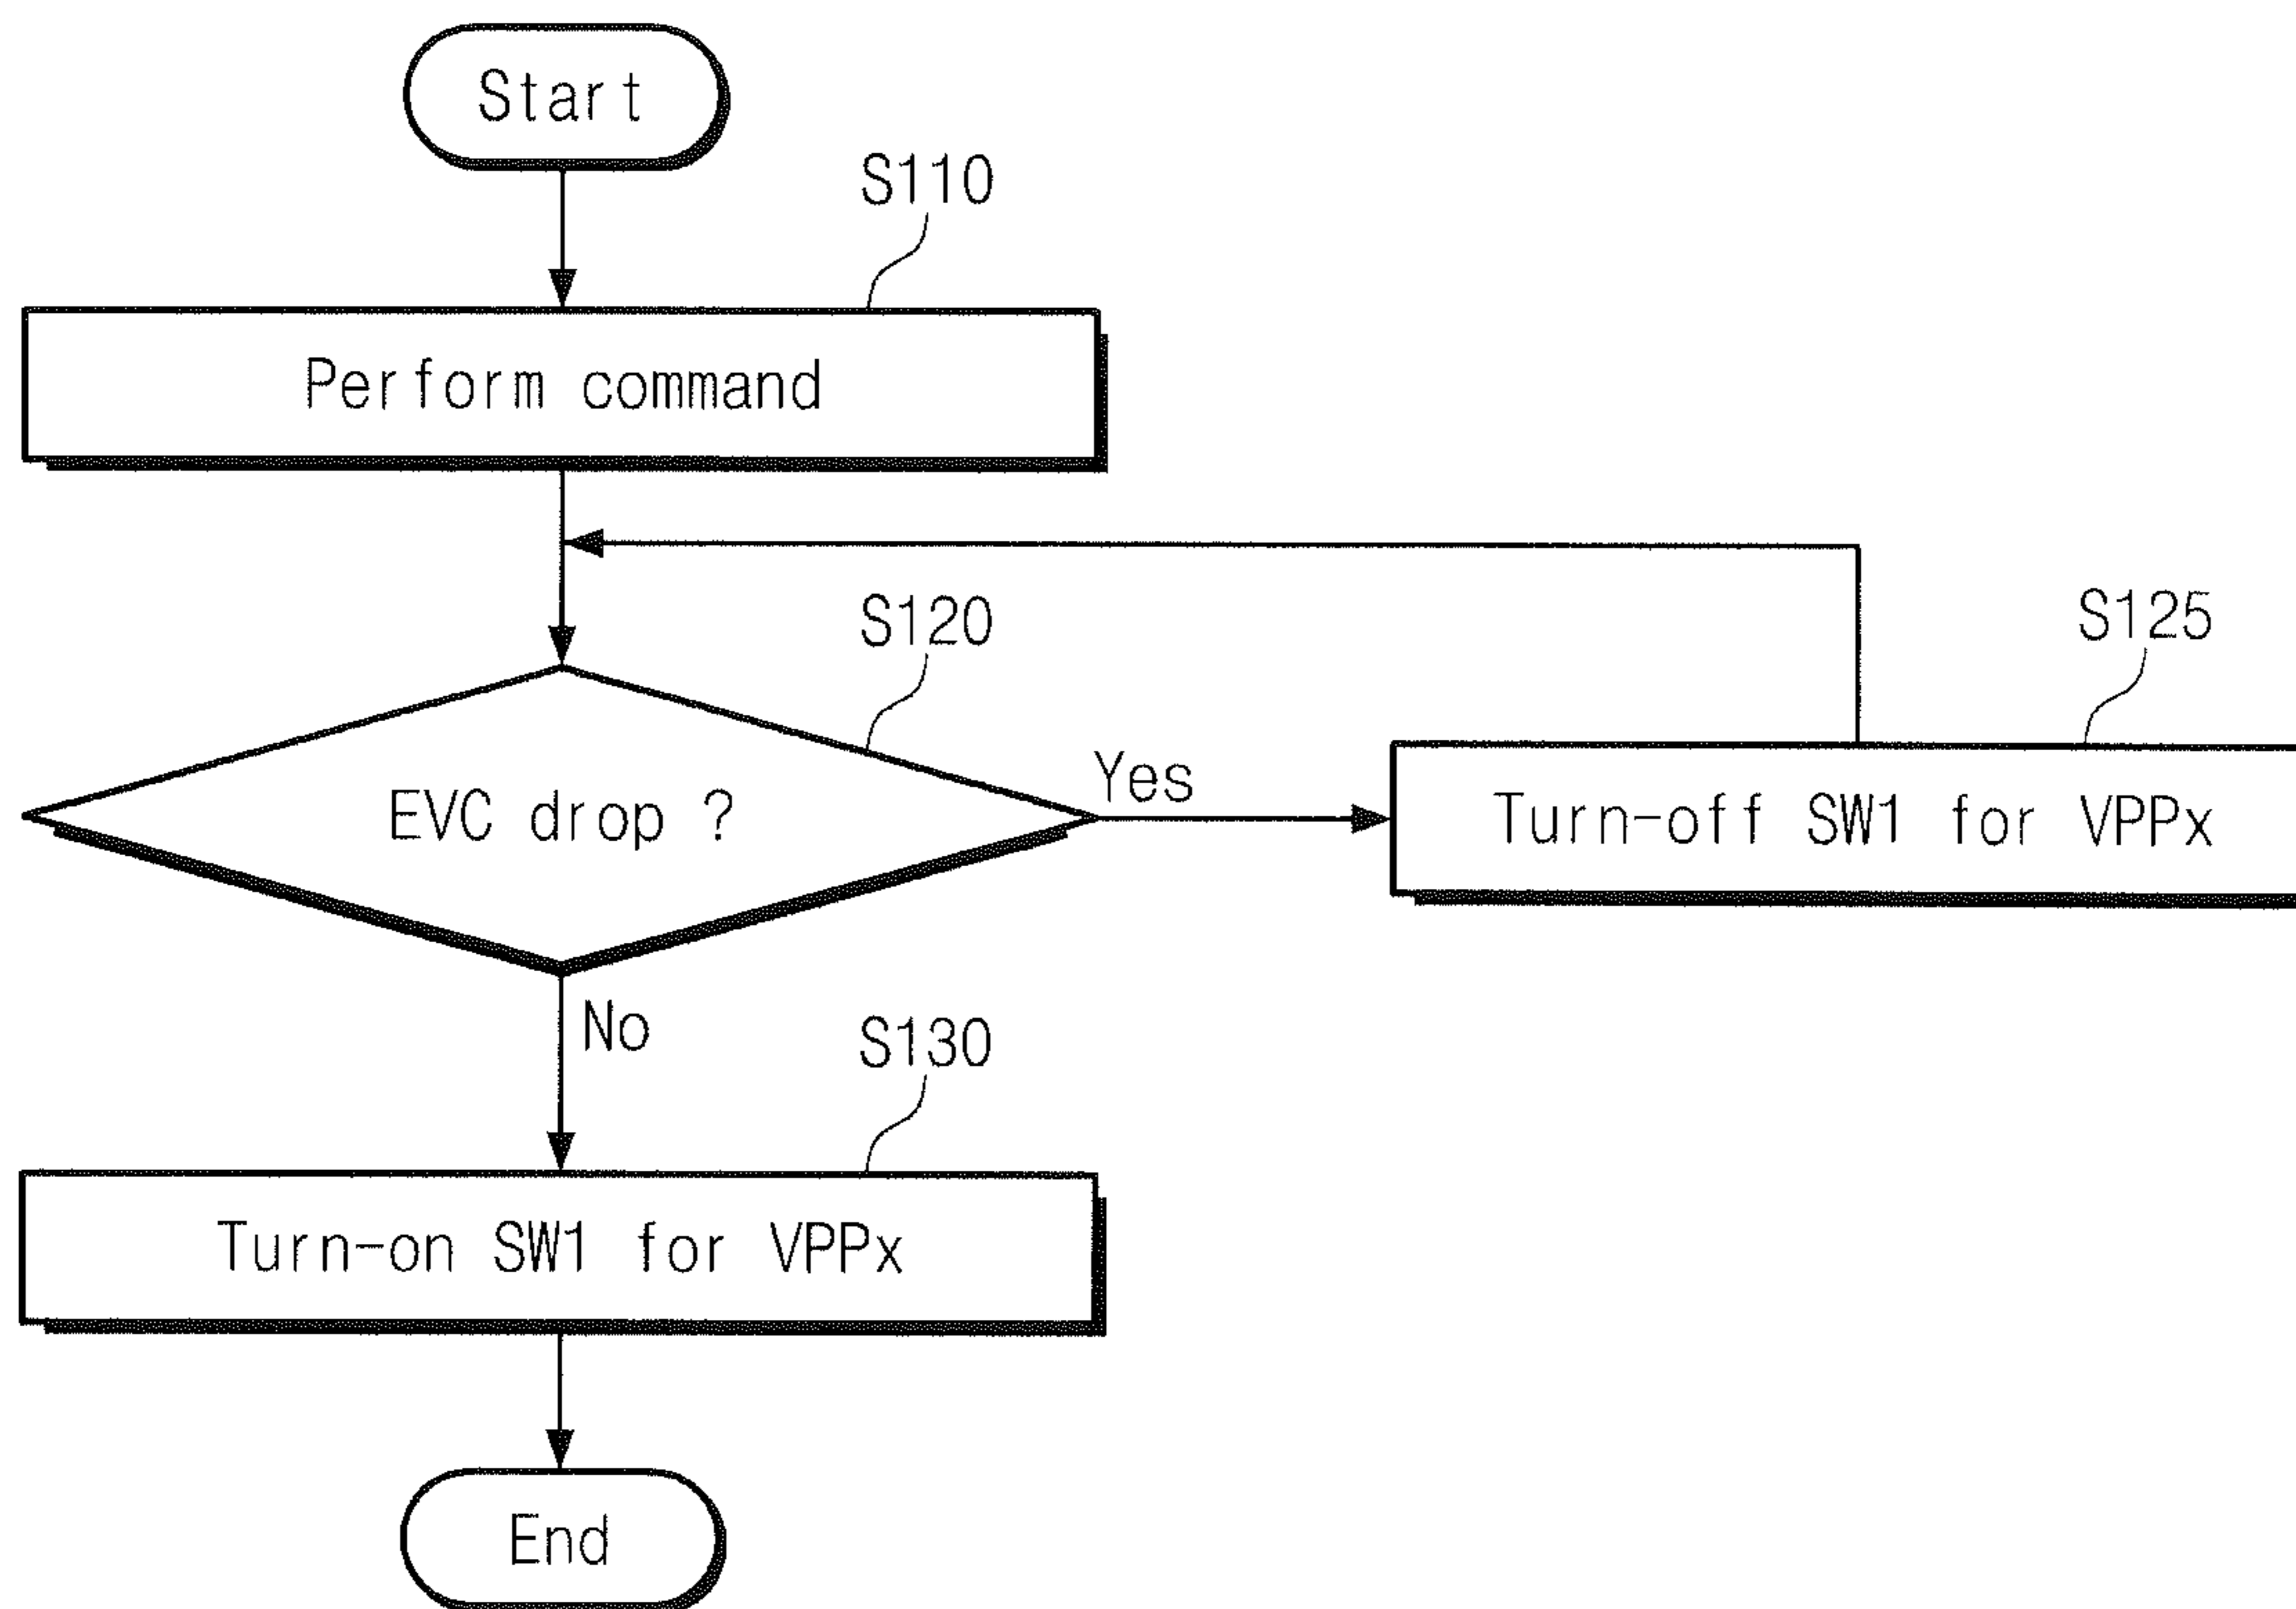 Start
S110
Perform command
S120
S125
EVC drop ?
Yes
Turn-off SW1 for VPPx
No
S130
Turn-on SW1 for VPPx
End